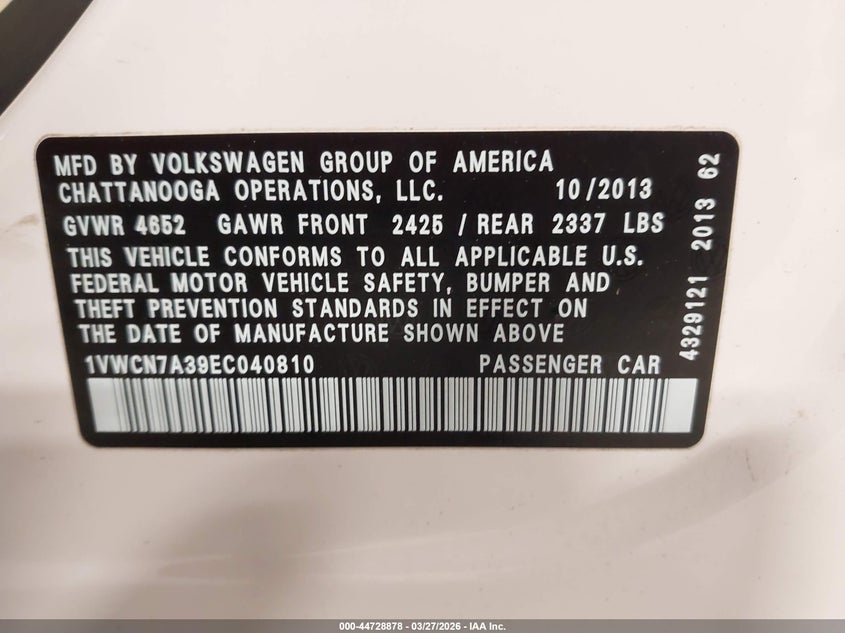 MFD BY VOLKSWAGEN GROUP OF AMERICA
CHATTANOOGA OPERATIONS, LLC. 10/2013
GVWR 4652 GAWR FRONT 2425 / REAR 2337 LBS
THIS VEHICLE CONFORMS TO ALL APPLICABLE U.S.
FEDERAL MOTOR VEHICLE SAFETY, BUMPER AND
THEFT PREVENTION STANDARDS IN EFFECT ON
THE DATE OF MANUFACTURE SHOWN ABOVE
1VWCN7A39EC040810 PASSENGER CAR
4329121 2013 62
000-44728878 - 03/27/2026 - IAA Inc.